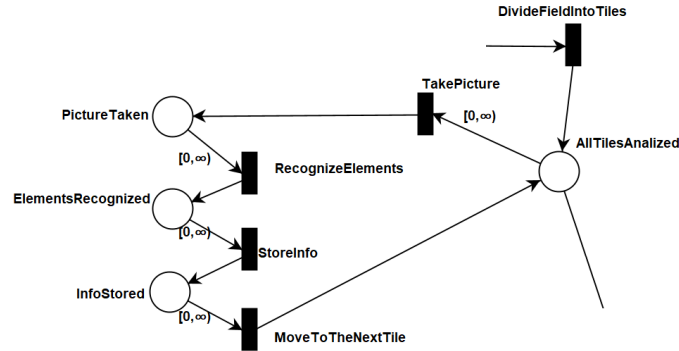 DivideFieldIntoTiles
TakePicture
PictureTaken
[0,∞)
AllTilesAnalized
[0,∞)
RecognizeElements
ElementsRecognized
[0,∞)
StoreInfo
InfoStored
[0,∞)
MoveToTheNextTile